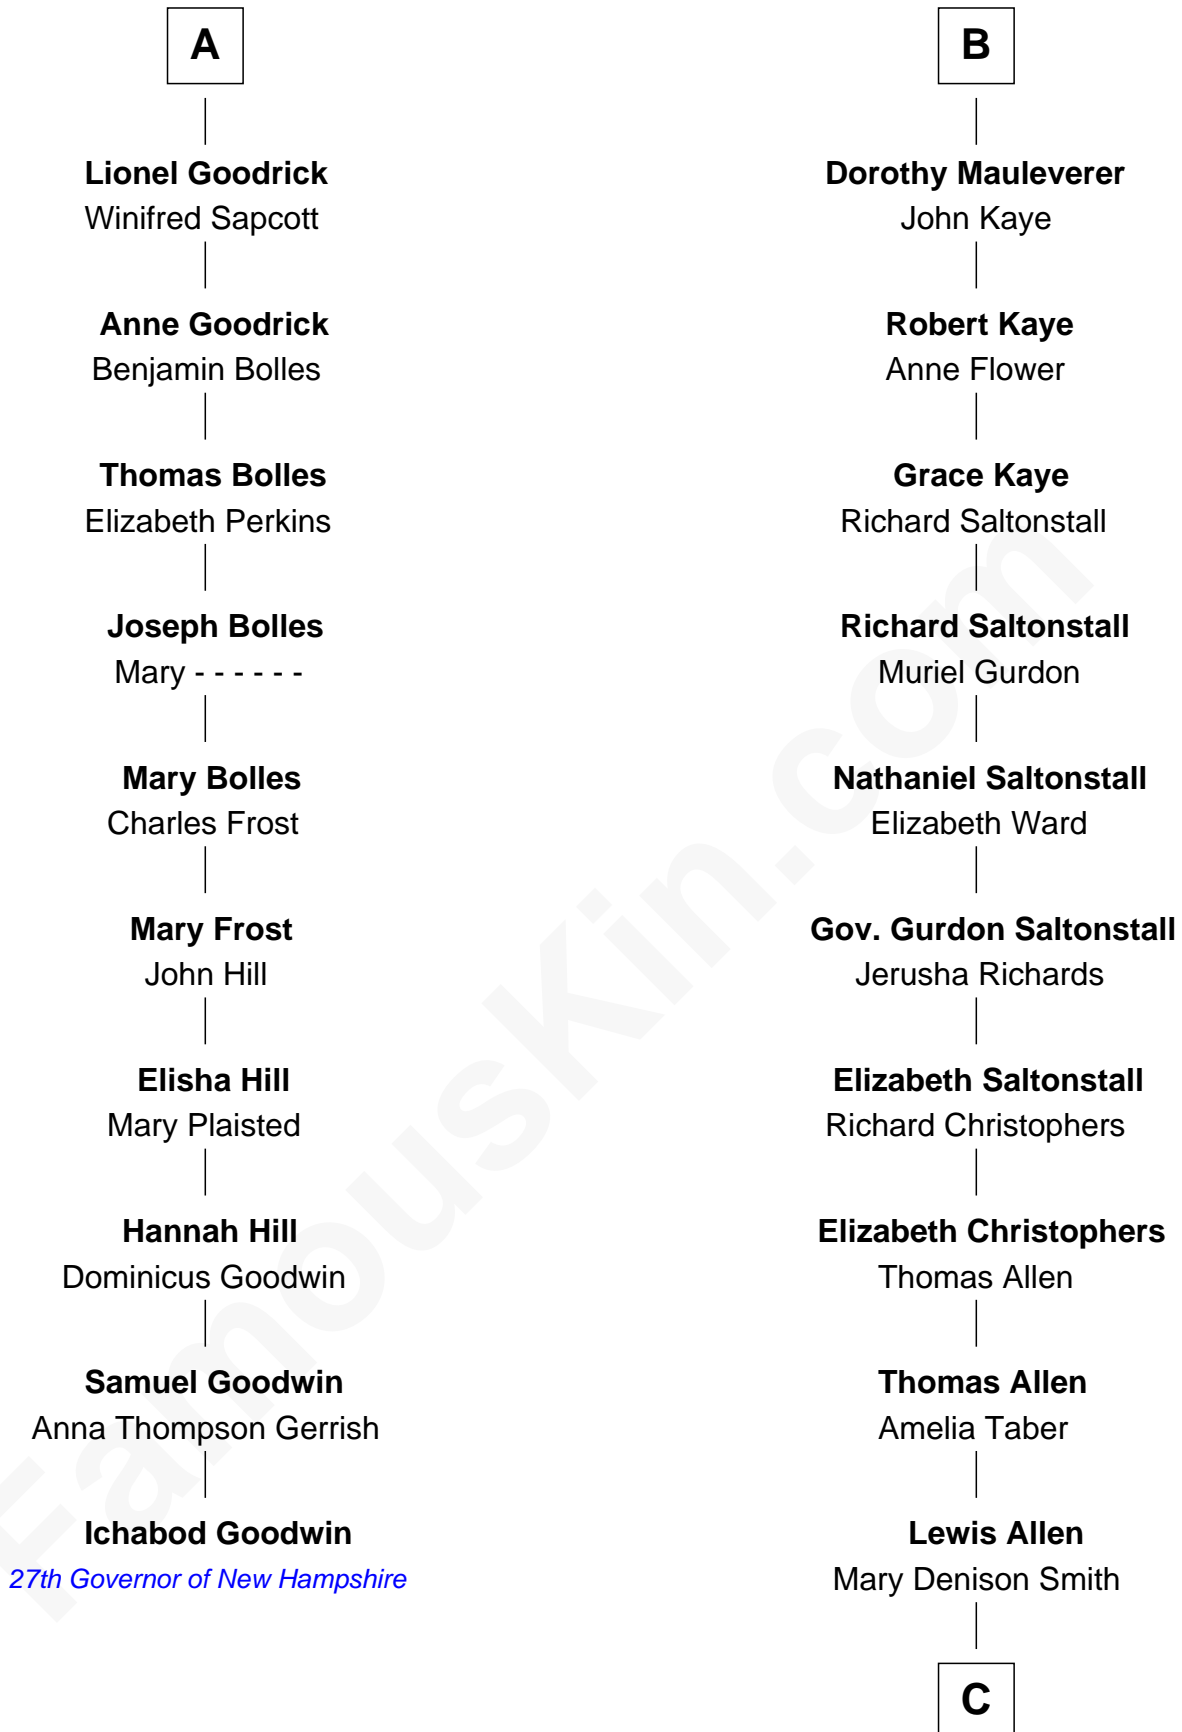 A
Lionel Goodrick
Winifred Sapcott
Anne Goodrick
Benjamin Bolles
Thomas Bolles
Elizabeth Perkins
Joseph Bolles
Mary - - - - - -
Mary Bolles
Charles Frost
Mary Frost
John Hill
Elisha Hill
Mary Plaisted
Hannah Hill
Dominicus Goodwin
Samuel Goodwin
Anna Thompson Gerrish
Ichabod Goodwin
27th Governor of New Hampshire
B
Dorothy Mauleverer
John Kaye
Robert Kaye
Anne Flower
Grace Kaye
Richard Saltonstall
Richard Saltonstall
Muriel Gurdon
Nathaniel Saltonstall
Elizabeth Ward
Gov. Gurdon Saltonstall
Jerusha Richards
Elizabeth Saltonstall
Richard Christophers
Elizabeth Christophers
Thomas Allen
Thomas Allen
Amelia Taber
Lewis Allen
Mary Denison Smith
C
FamousKin.com